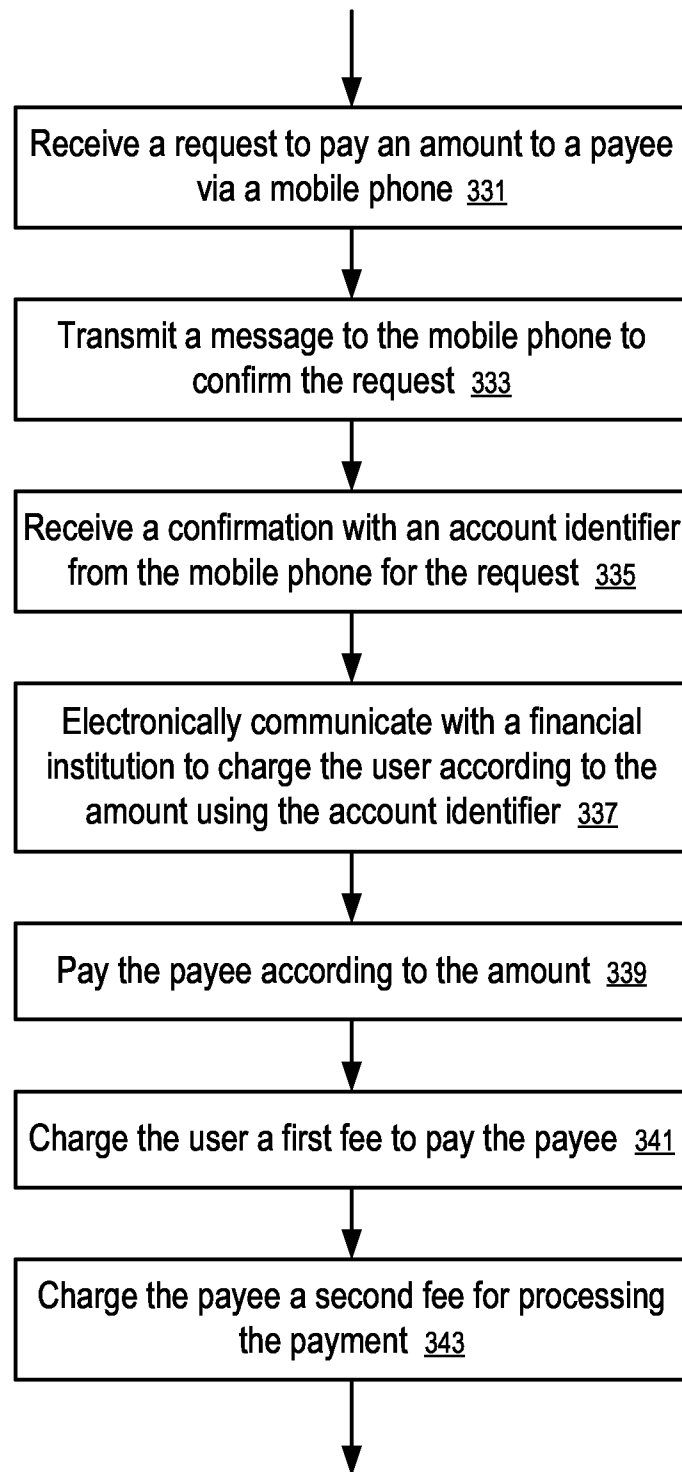 Receive a request to pay an amount to a payee
via a mobile phone 331
Transmit a message to the mobile phone to
confirm the request 333
Receive a confirmation with an account identifier
from the mobile phone for the request 335
Electronically communicate with a financial
institution to charge the user according to the
amount using the account identifier 337
Pay the payee according to the amount 339
Charge the user a first fee to pay the payee 341
Charge the payee a second fee for processing
the payment 343